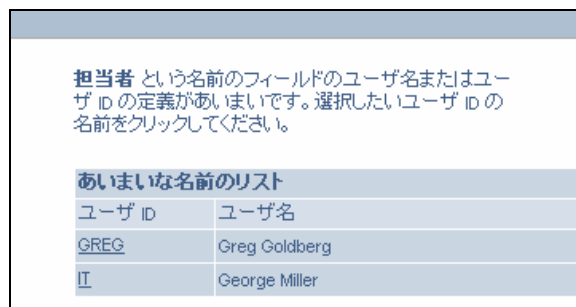 担当者 という名前のフィールドのユーザ名またはユー
ザ ID の定義があいまいです。選択したいユーザ ID の
名前をクリックしてください。
あいまいな名前のリスト
ユーザ ID ユーザ名
GREG Greg Goldberg
IT George Miller